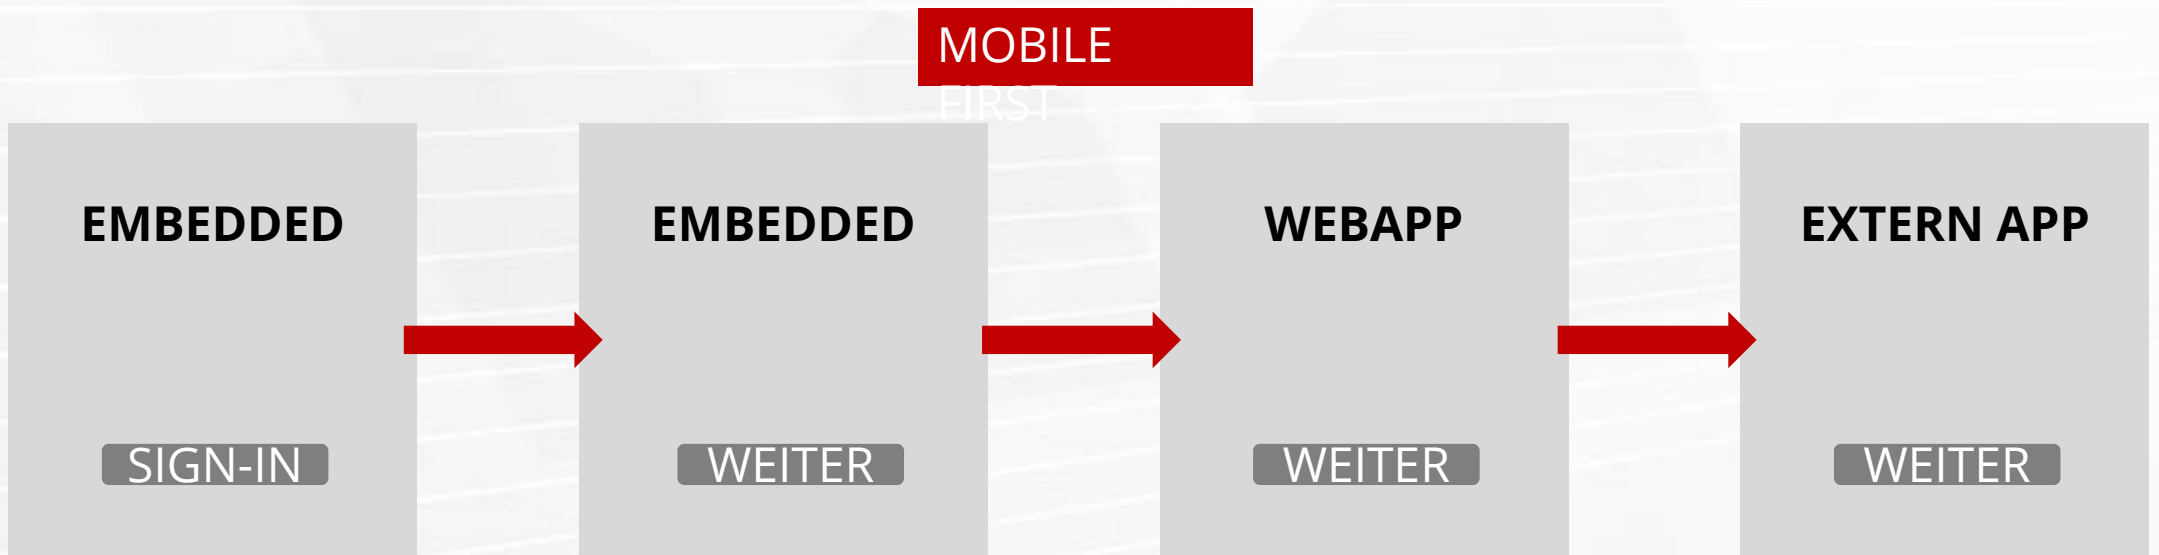 MOBILE
FIRST
EMBEDDED
EMBEDDED
WEBAPP
EXTERN APP
SIGN-IN
WEITER
WEITER
WEITER